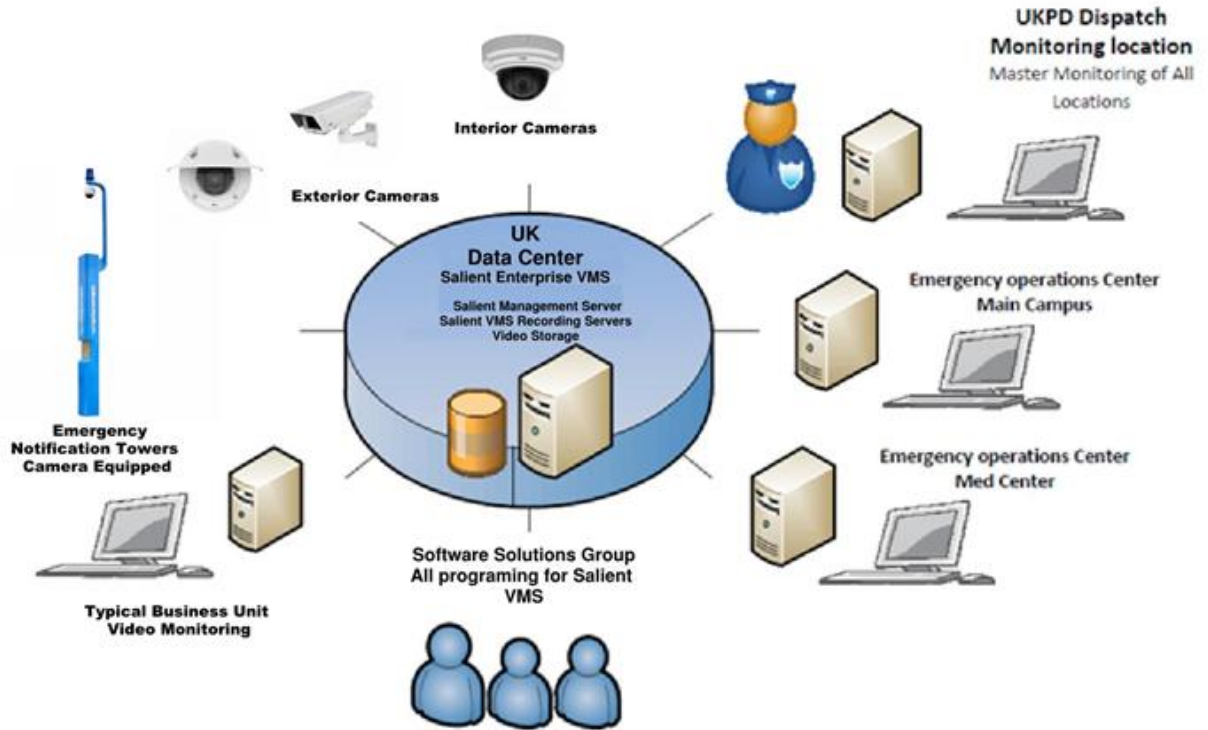 UKPD Dispatch
Monitoring location
Master Monitoring of All
Locations
Interior Cameras
Exterior Cameras
UK
Data Center
Salient Enterprise VMS
Salient Management Server
Salient VMS Recording Servers
Video Storage
Emergency operations Center
Main Campus
Emergency
Notification Towers
Camera Equipped
Emergency operations Center
Med Center
Software Solutions Group
All programing for Salient
VMS
Typical Business Unit
Video Monitoring